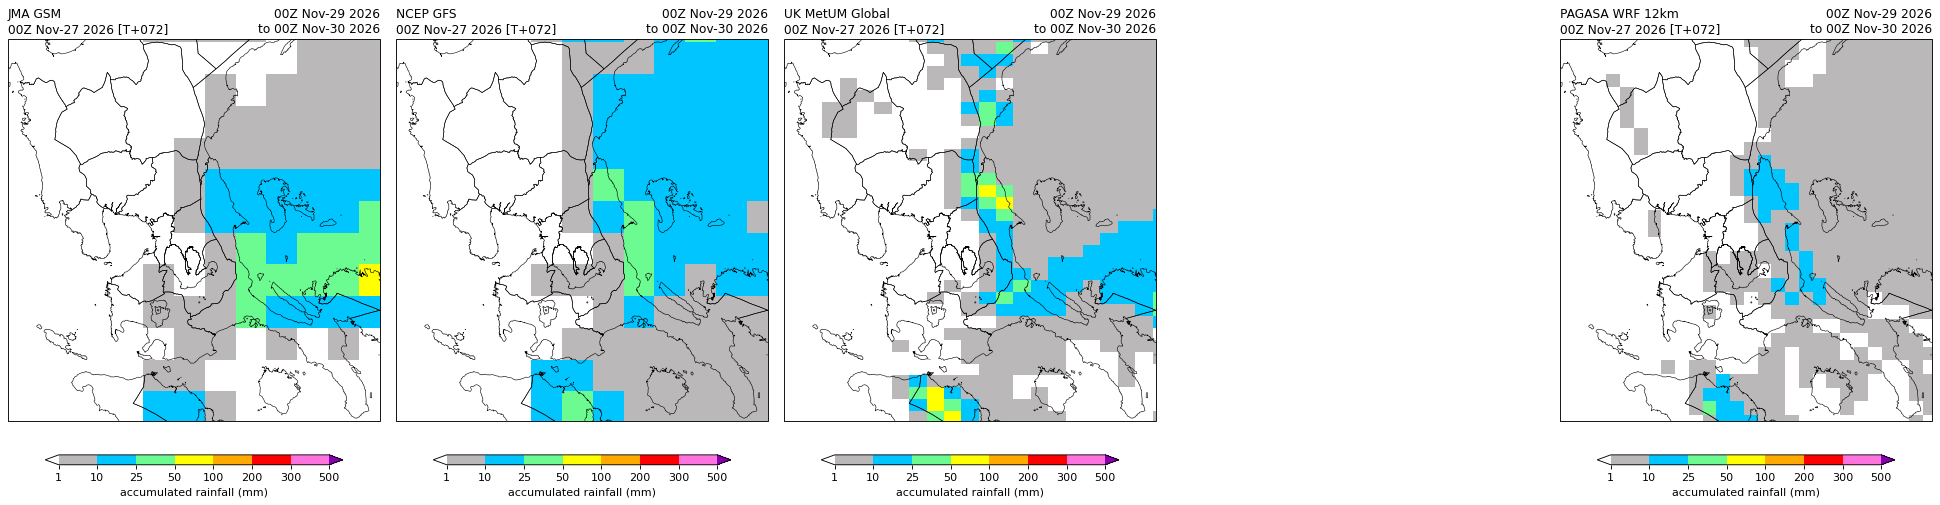 JMA GSM 00Z Nov-29 2026
00Z Nov-27 2026 [T+072] to 00Z Nov-30 2026
NCEP GFS 00Z Nov-29 2026
00Z Nov-27 2026 [T+072] to 00Z Nov-30 2026
UK MetUM Global 00Z Nov-29 2026
00Z Nov-27 2026 [T+072] to 00Z Nov-30 2026
PAGASA WRF 12km 00Z Nov-29 2026
00Z Nov-27 2026 [T+072] to 00Z Nov-30 2026
1 10 25 50 100 200 300 500
accumulated rainfall (mm)
1 10 25 50 100 200 300 500
accumulated rainfall (mm)
1 10 25 50 100 200 300 500
accumulated rainfall (mm)
1 10 25 50 100 200 300 500
accumulated rainfall (mm)